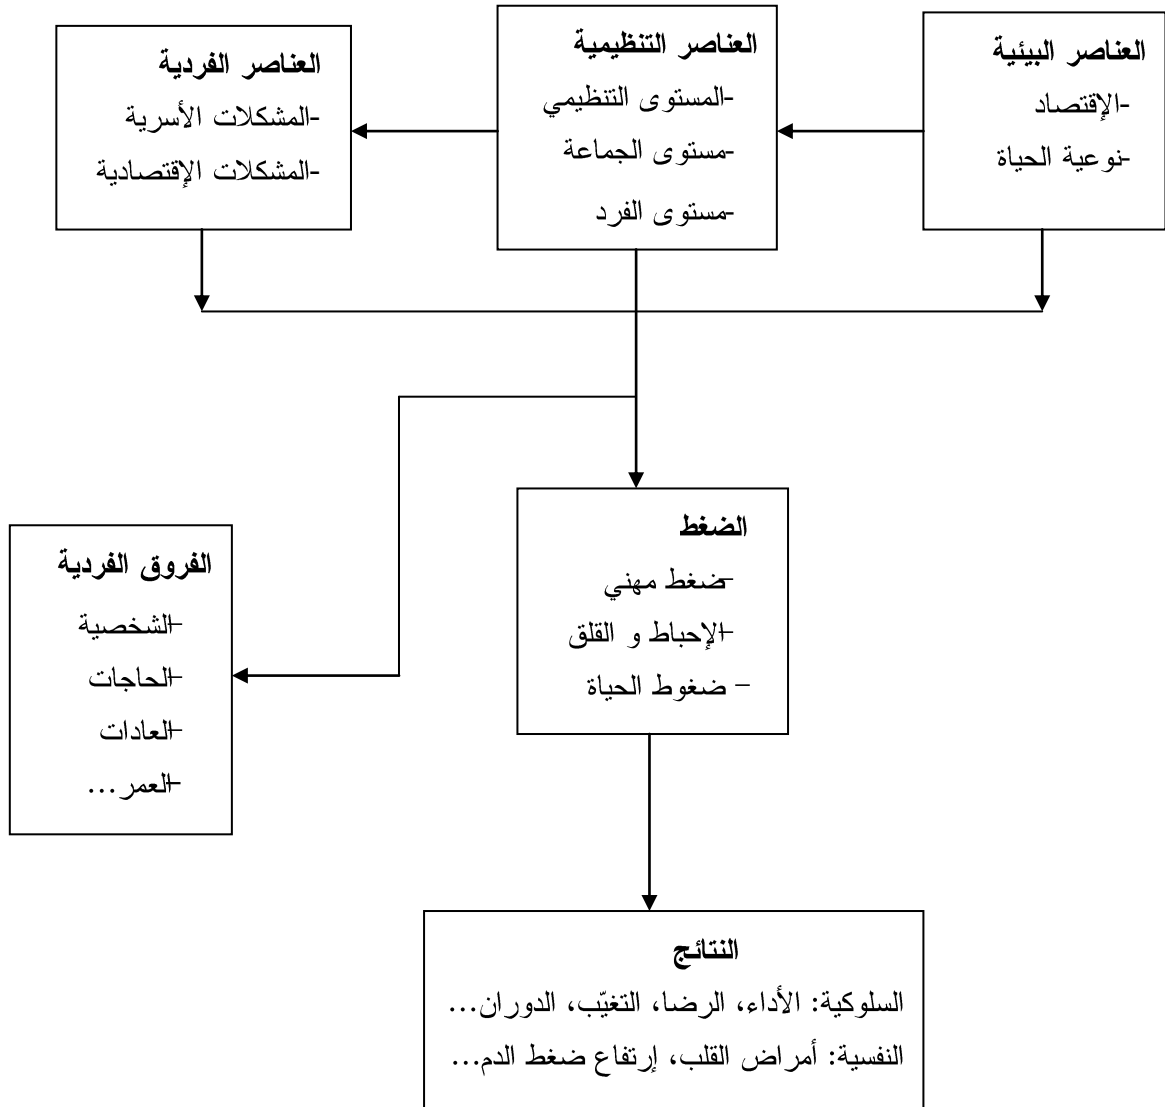 العناصر البيئية
-الإقتصاد
-نوعية الحياة
العناصر التنظيمية
-المستوى التنظيمي
-مستوى الجماعة
-مستوى الفرد
العناصر الفردية
-المشكلات الأسرية
-المشكلات الإقتصادية
الضغط
-ضغط مهني
-الإحباط و القلق
- ضغوط الحياة
الفروق الفردية
-الشخصية
-الحاجات
-العادات
-العمر...
النتائج
السلوكية: الأداء، الرضا، التغيّب، الدوران...
النفسية: أمراض القلب، إرتفاع ضغط الدم...